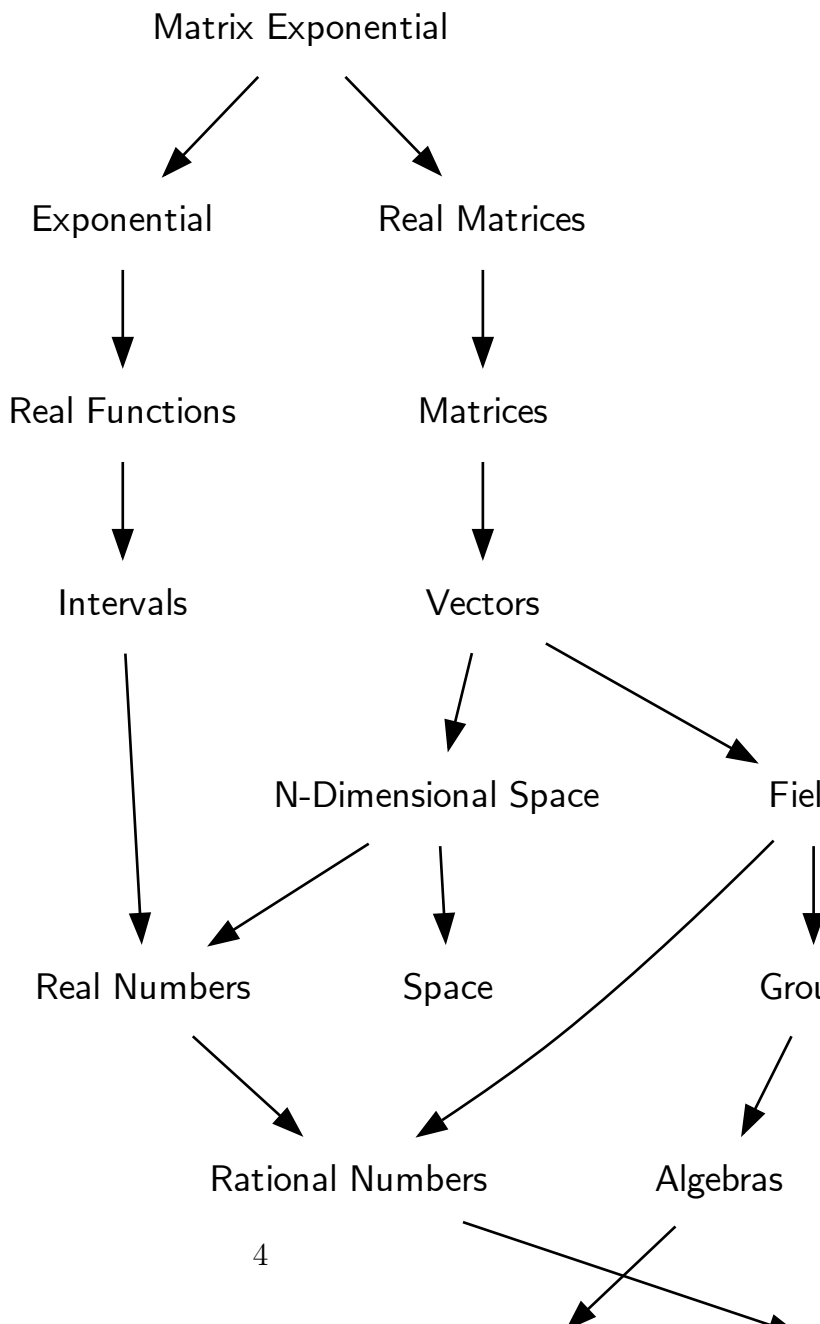 Matrix Exponential
Exponential Real Matrices
Real Functions Matrices
Intervals Vectors
N-Dimensional Space
Real Numbers Space
Rational Numbers Algebras
4